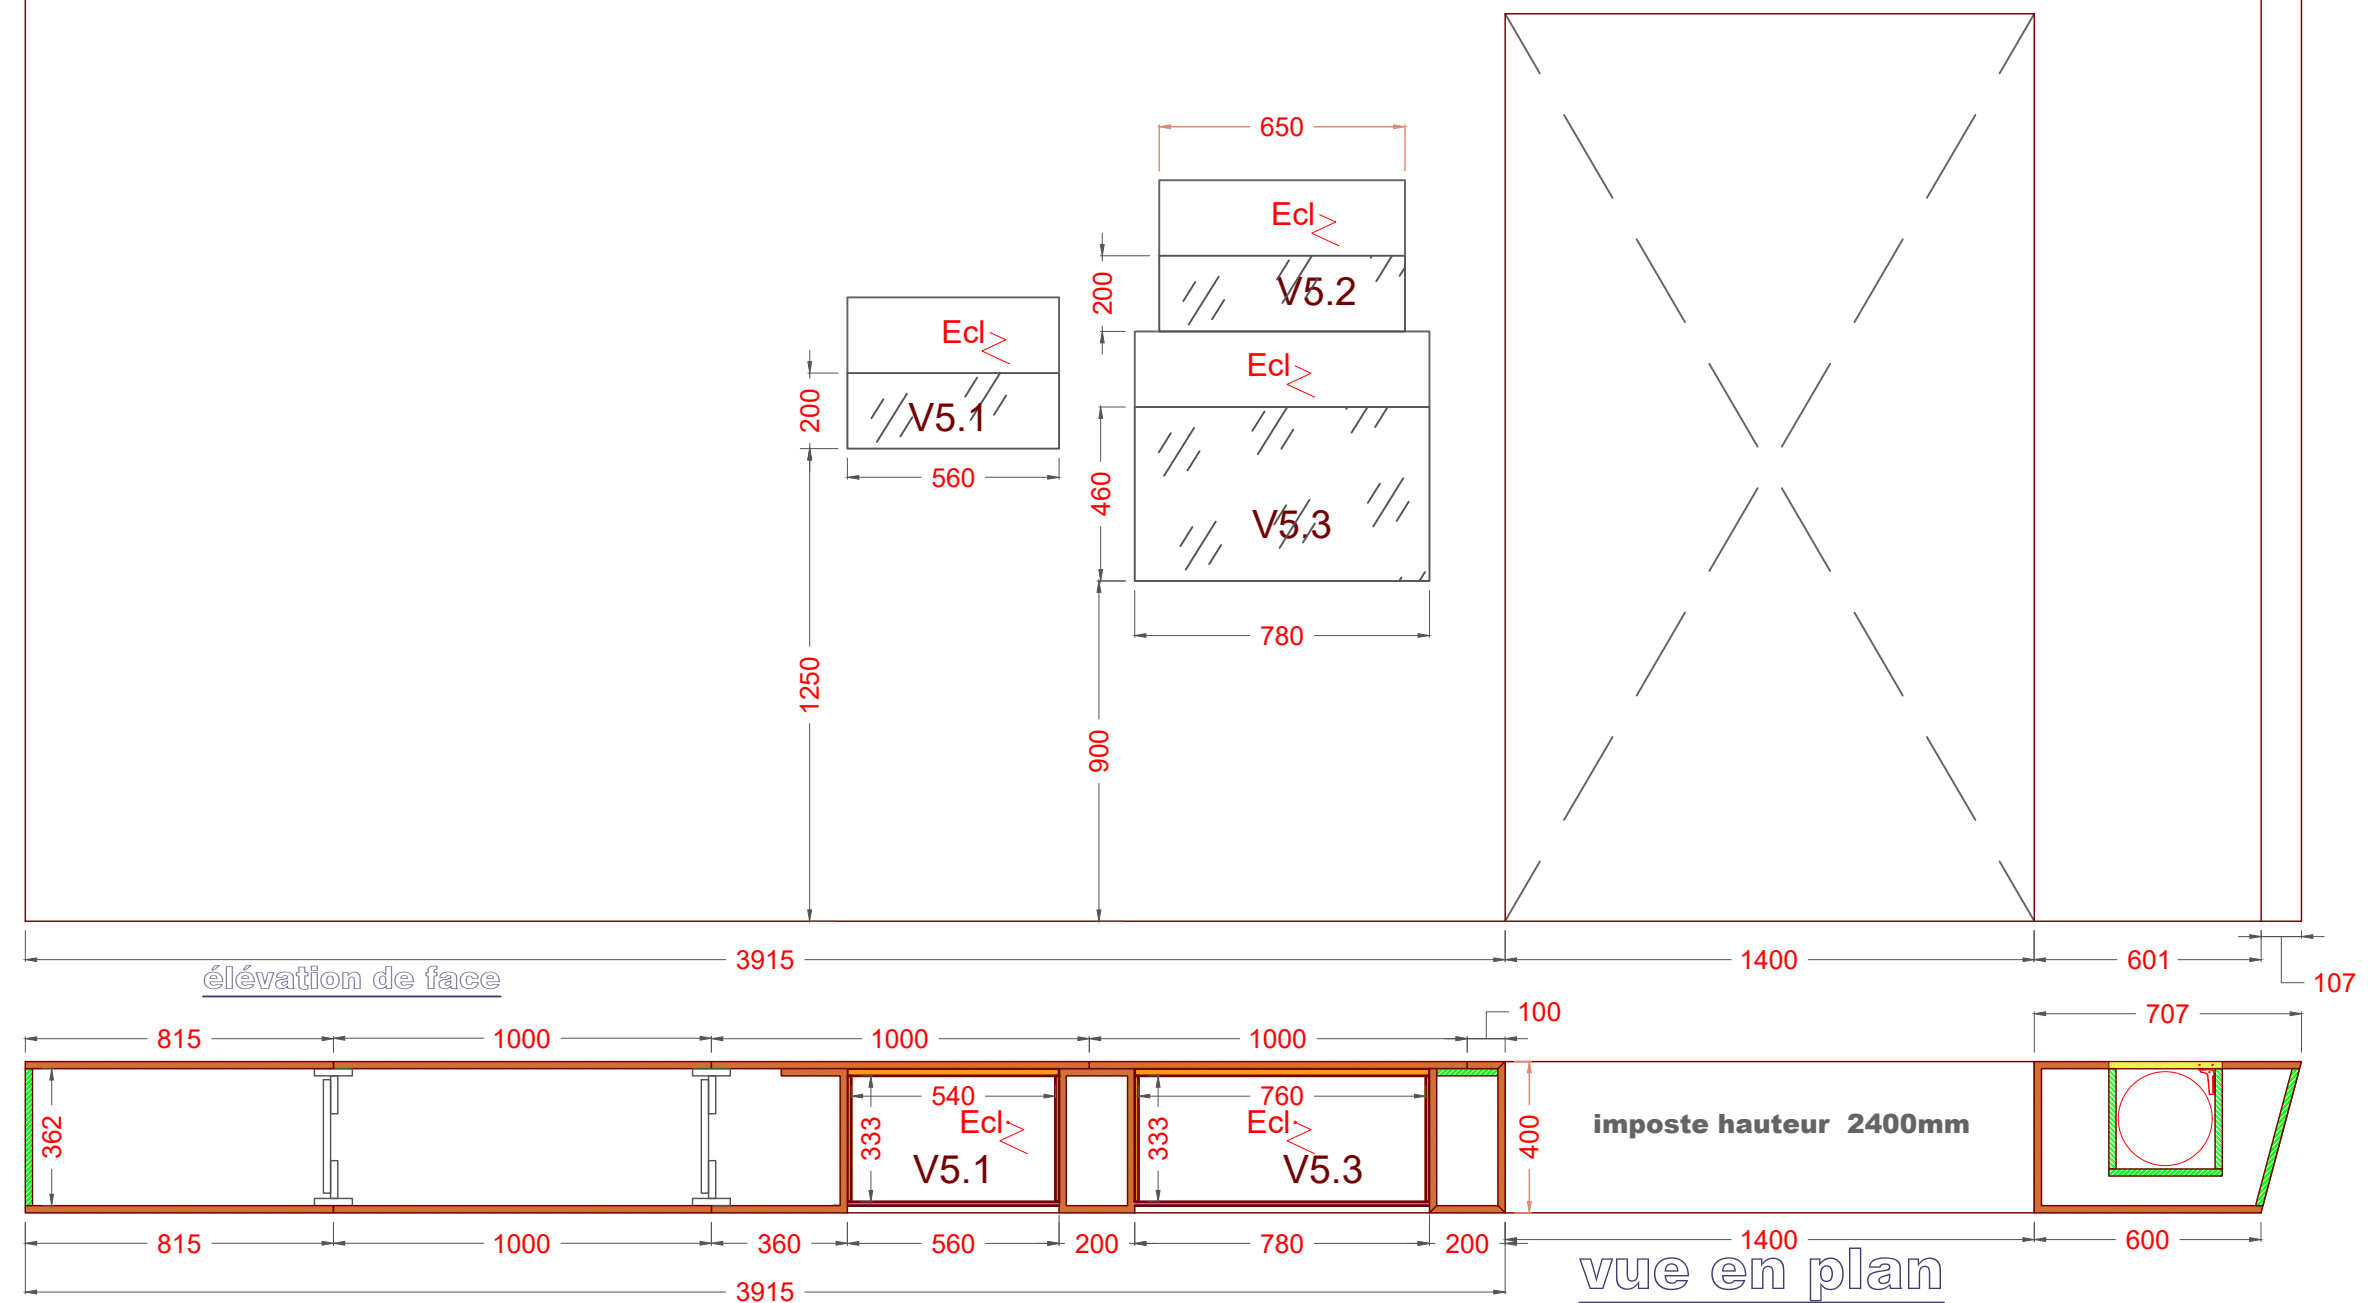 650
Ecl
200
V5.2
Ecl
Ecl
200
V5.1
560
460
V5.3
780
1250
900
3915
1400
601
107
élévation de face
815
1000
1000
1000
100
707
362
333
540
Ecl
V5.1
333
760
Ecl
V5.3
400
imposte hauteur 2400mm
815
1000
360
560
200
780
200
1400
600
vue en plan
3915